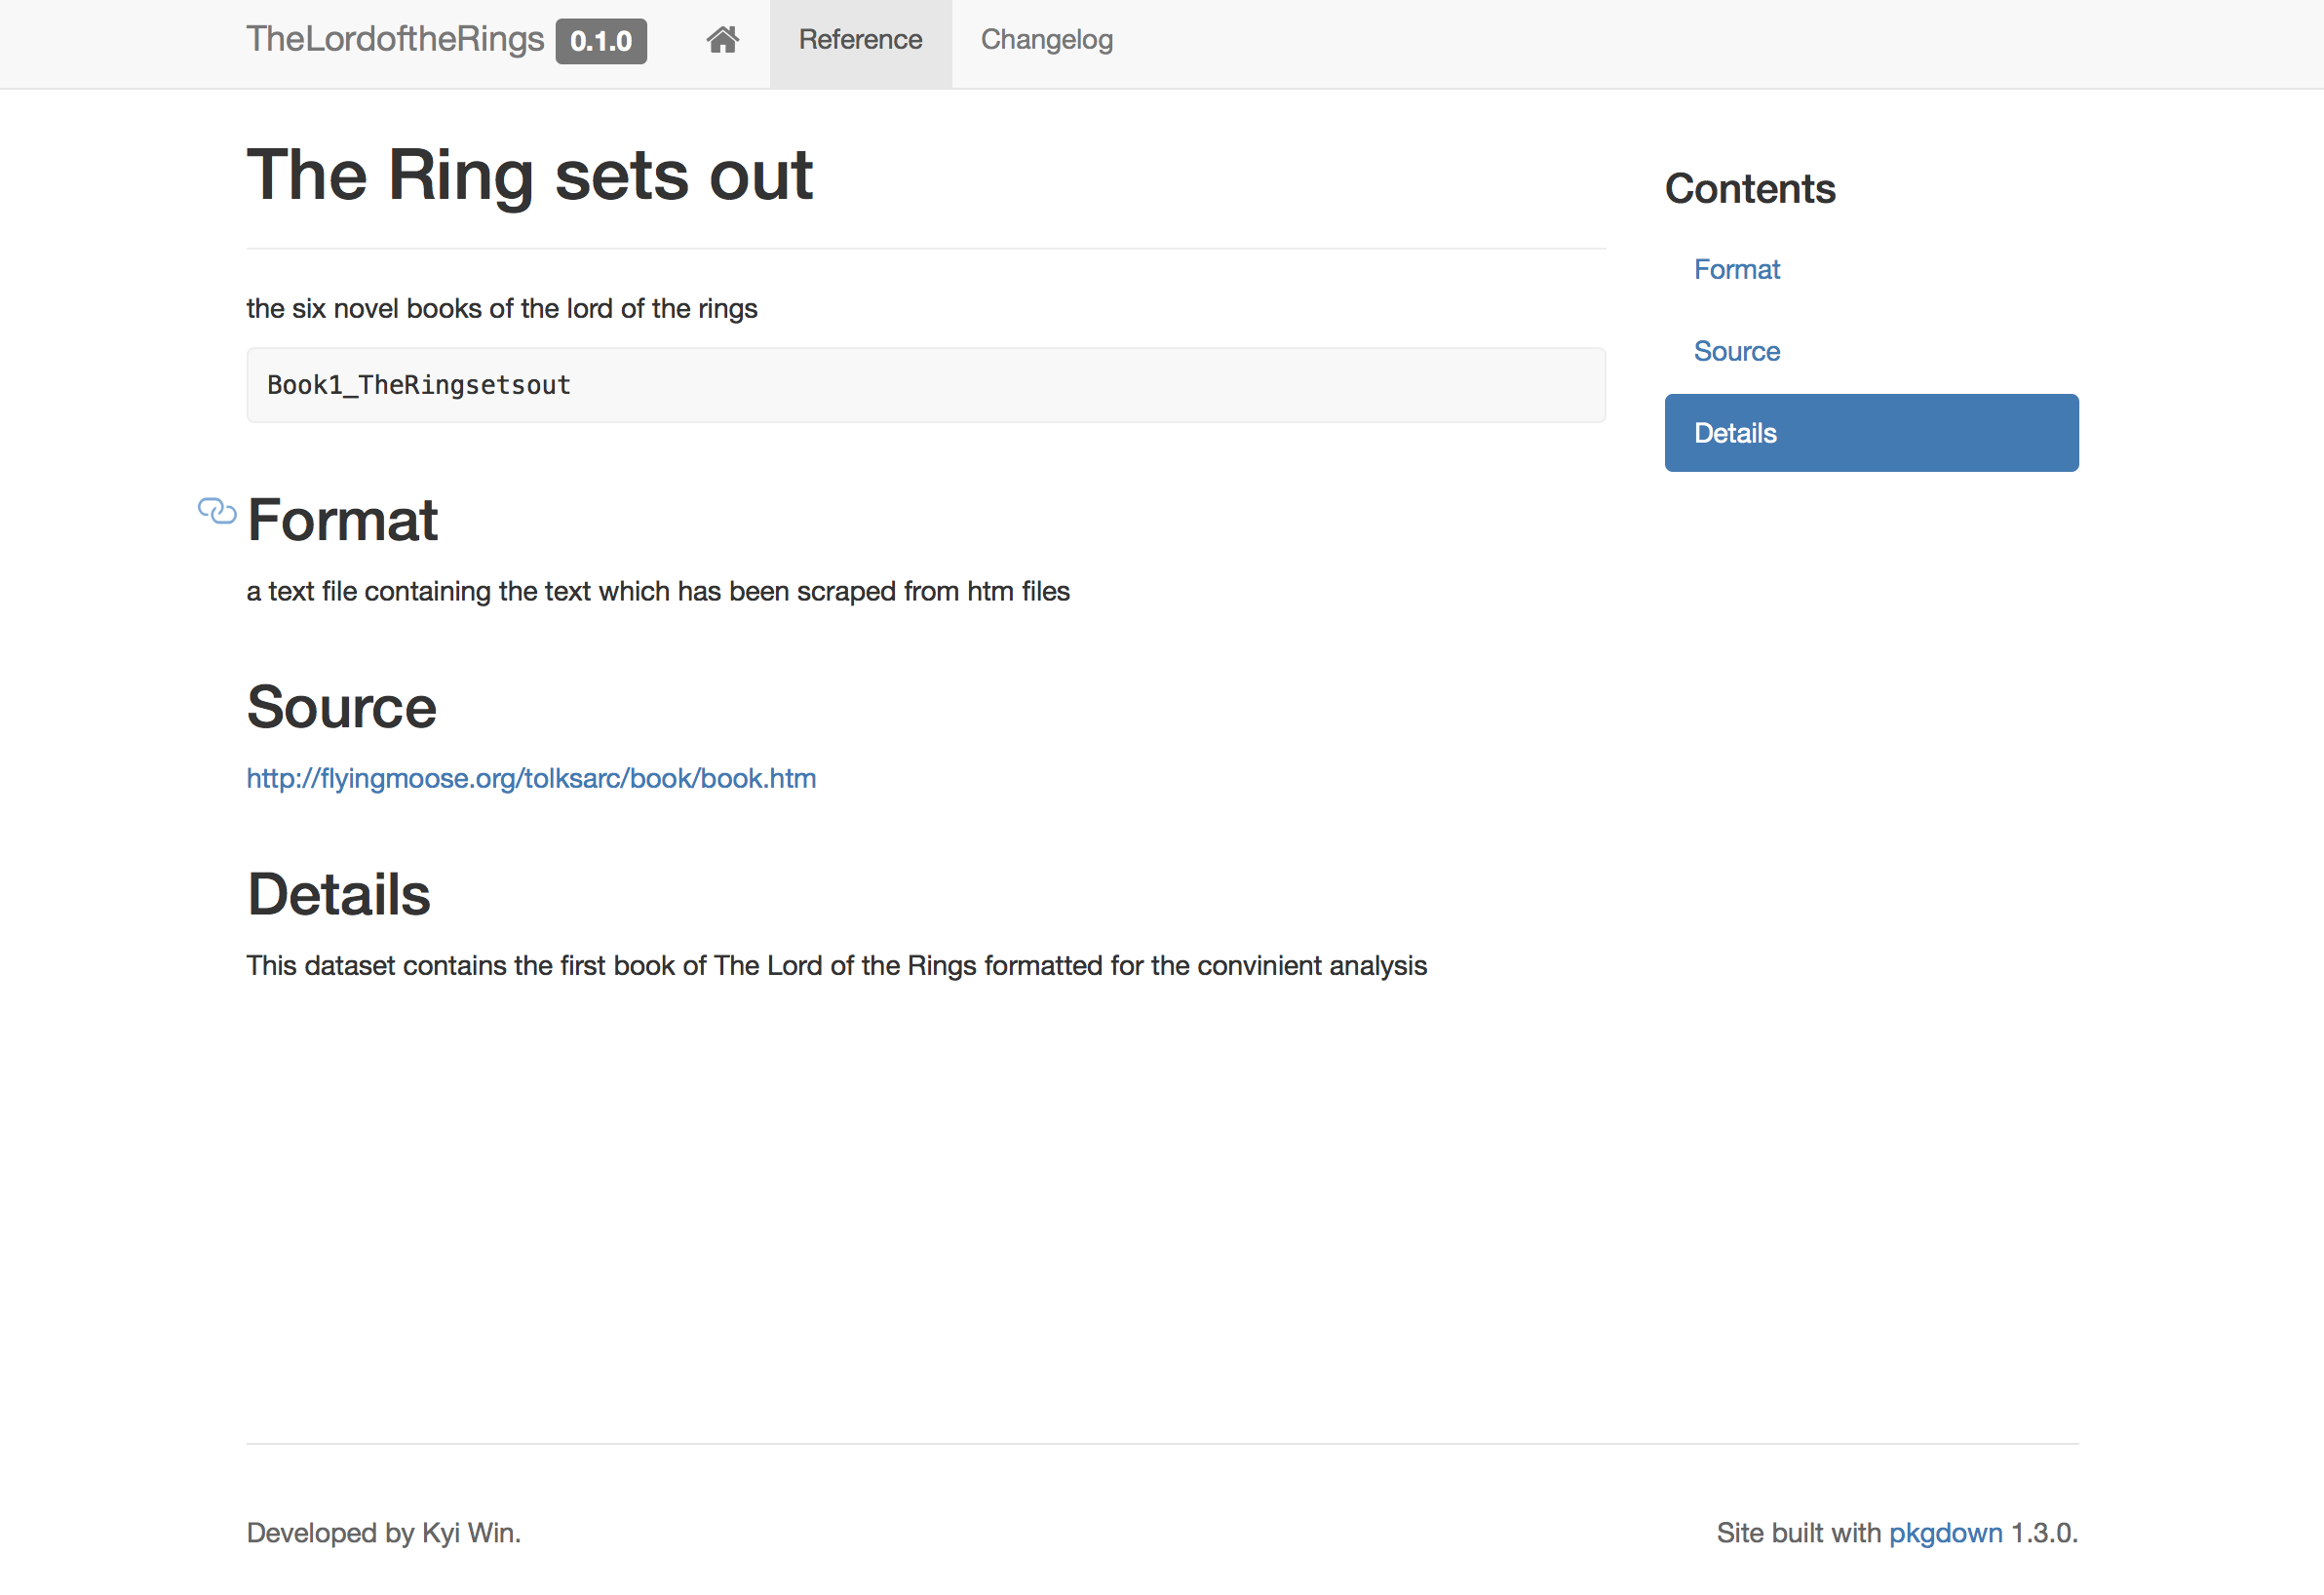 TheLordoftheRings 0.1.0 Reference Changelog
The Ring sets out
the six novel books of the lord of the rings
Book1_TheRingsetsout
Format
a text file containing the text which has been scraped from htm files
Source
http://flyingmoose.org/tolksarc/book/book.htm
Details
This dataset contains the first book of The Lord of the Rings formatted for the convinient analysis
Contents
Format
Source
Details
Developed by Kyi Win.
Site built with pkgdown 1.3.0.